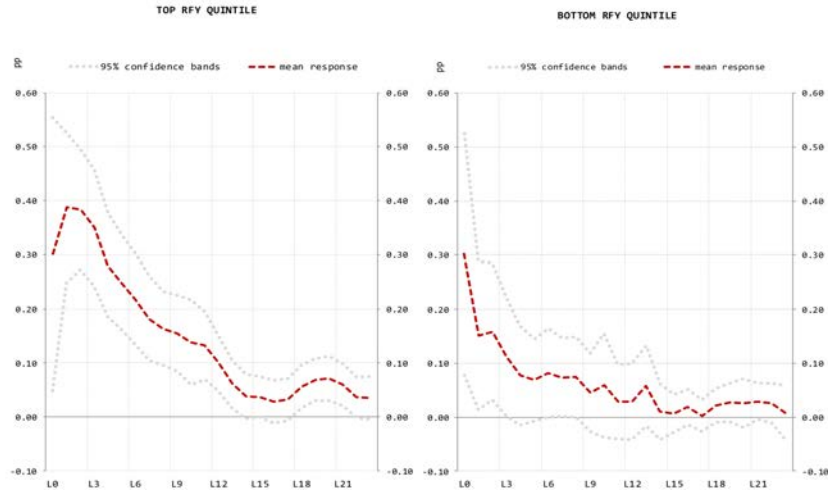 TOP RFY QUINTILE
pp
95% confidence bands mean response
0.60 0.60
0.50 0.50
0.40 0.40
0.30 0.30
0.20 0.20
0.10 0.10
0.00 0.00
-0.10 -0.10
L0 L3 L6 L9 L12 L15 L18 L21
BOTTOM RFY QUINTILE
pp
95% confidence bands mean response
0.60 0.60
0.50 0.50
0.40 0.40
0.30 0.30
0.20 0.20
0.10 0.10
0.00 0.00
-0.10 -0.10
L0 L3 L6 L9 L12 L15 L18 L21